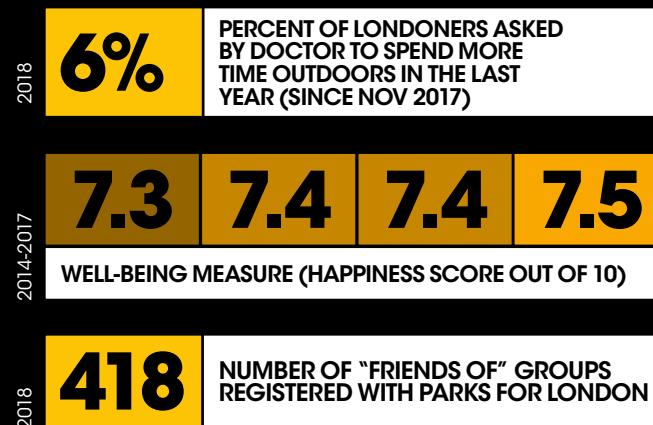 2018
6%
PERCENT OF LONDONERS ASKED
BY DOCTOR TO SPEND MORE
TIME OUTDOORS IN THE LAST
YEAR (SINCE NOV 2017)
2014-2017
7.3 7.4 7.4 7.5
WELL-BEING MEASURE (HAPPINESS SCORE OUT OF 10)
2018
418
NUMBER OF “FRIENDS OF” GROUPS
REGISTERED WITH PARKS FOR LONDON